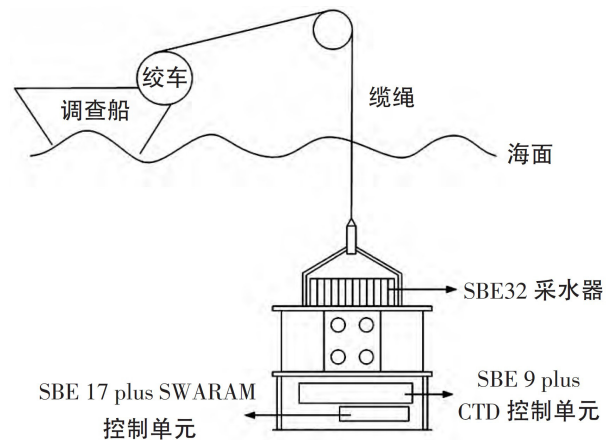 绞车
调查船
缆绳
海面
SBE32 采水器
SBE 17 plus SWARAM
控制单元
SBE 9 plus
CTD 控制单元